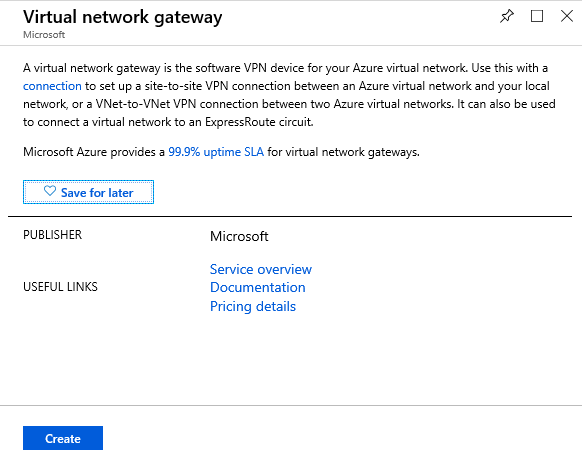 Virtual network gateway
Microsoft
A virtual network gateway is the software VPN device for your Azure virtual network. Use this with a
connection to set up a site-to-site VPN connection between an Azure virtual network and your local
network, or a VNet-to-VNet VPN connection between two Azure virtual networks. It can also be used
to connect a virtual network to an ExpressRoute circuit.
Microsoft Azure provides a 99.9% uptime SLA for virtual network gateways.
Save for later
PUBLISHER
Microsoft
USEFUL LINKS
Service overview
Documentation
Pricing details
Create